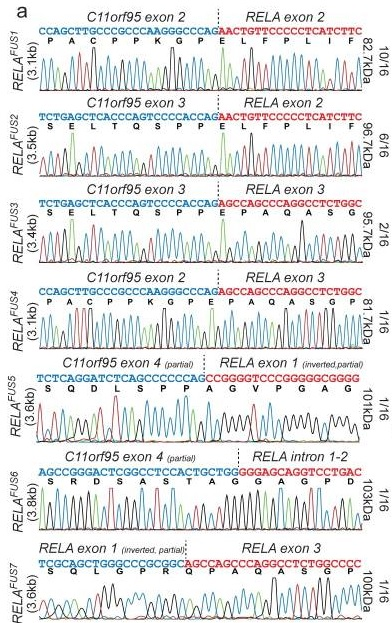 a
C11orf95 exon 2 RELA exon 2
CCAGCTTGCCCGCCCAAGGGCCCAGAACTGTTCCCCCTCATCTTC
P A C P P K G P E L F P L I F
RELA^FUS1 (3.1kb) 82.7kDa 10/16
C11orf95 exon 3 RELA exon 2
TCTGAGCTCACCCAGTCCCCACCCAGAACTGTTCCCCCTCATCTTC
S E L T Q S P P E L F P L I F
RELA^FUS2 (3.5kb) 96.7kDa 6/16
C11orf95 exon 3 RELA exon 3
TCTGAGCTCACCCAGTCCCCACCCAGAGCCAGCCCAGGCCTCTGGC
S E L T Q S P P E P A Q A S G
RELA^FUS3 (3.4kb) 95.7kDa 1/16
C11orf95 exon 2 RELA exon 3
CCAGCTTGCCCGCCCAAGGGCCCAGAGCCAGCCCAGGCCTCTGGC
P A C P P K G P E P A Q A S G P
RELA^FUS4 (3.1kb) 81.7kDa 1/16
C11orf95 exon 4 (partial) RELA exon 1 (inverted,partial)
TCTCAGGATCTCAGCCCCCCAGCCGGGGTCCCGGGGGCGGGG
S Q D L S P P A G V P G A G
RELA^FUS5 (3.6kb) 101kDa 1/16
C11orf95 exon 4 (partial) RELA intron 1-2
AGCCGGGACTCGGCCTCCACTGCTGGGGGAGCAGGTCCTGAC
S R D S A S T A G G A G P D
RELA^FUS6 (3.8kb) 103kDa 1/16
RELA exon 1 (inverted, partial) RELA exon 3
TCGCAGCTGGGCCCGCGGCAGCCAGCCCAGGCCTCTGGCCCC
S Q L G P R Q P A Q A S G P
RELA^FUS7 (3.6kb) 100kDa 1/16